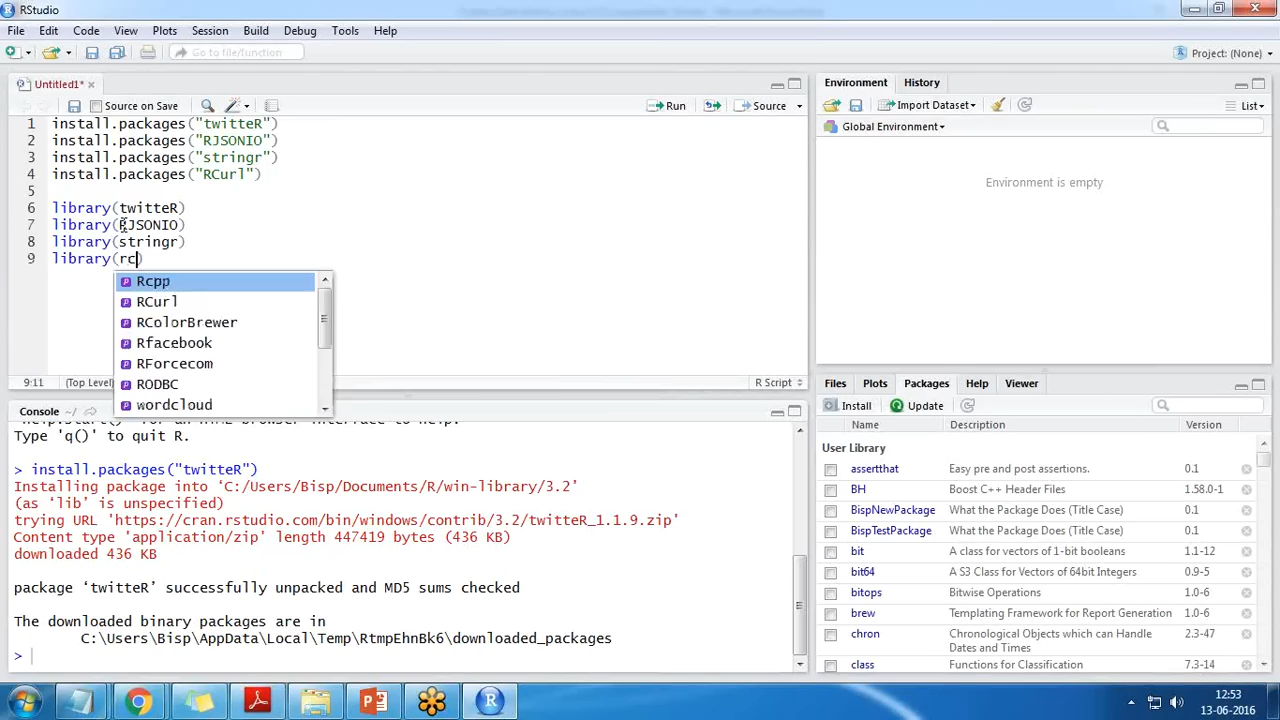 RStudio
File Edit Code View Plots Session Build Debug Tools Help
Go to file/function
Project: (None)
Untitled1*
Source on Save
Run
Source
1 install.packages("twitteR")
2 install.packages("RJSONIO")
3 install.packages("stringr")
4 install.packages("RCurl")
5
6 library(twitteR)
7 library(RJSONIO)
8 library(stringr)
9 library(rc)
Rcpp
RCurl
RColorBrewer
Rfacebook
RForcecom
RODBC
wordcloud
9:11 (Top Level)
R Script
Console ~/
Type 'q()' to quit R.
> install.packages("twitteR")
Installing package into ‘C:/Users/Bisp/Documents/R/win-library/3.2’
(as ‘lib’ is unspecified)
trying URL 'https://cran.rstudio.com/bin/windows/contrib/3.2/twitteR_1.1.9.zip'
Content type 'application/zip' length 447419 bytes (436 KB)
downloaded 436 KB
package ‘twitteR’ successfully unpacked and MD5 sums checked
The downloaded binary packages are in
C:\Users\Bisp\AppData\Local\Temp\RtmpEhnBk6\downloaded_packages
>
Environment History
Import Dataset
List
Global Environment
Environment is empty
Files Plots Packages Help Viewer
Install Update
Name Description Version
User Library
assertthat Easy pre and post assertions. 0.1
BH Boost C++ Header Files 1.58.0-1
BispNewPackage What the Package Does (Title Case) 0.1
BispTestPackage What the Package Does (Title Case) 0.1
bit A class for vectors of 1-bit booleans 1.1-12
bit64 A S3 Class for Vectors of 64bit Integers 0.9-5
bitops Bitwise Operations 1.0-6
brew Templating Framework for Report Generation 1.0-6
chron Chronological Objects which can Handle 2.3-47
Dates and Times
class Functions for Classification 7.3-14
12:53
13-06-2016